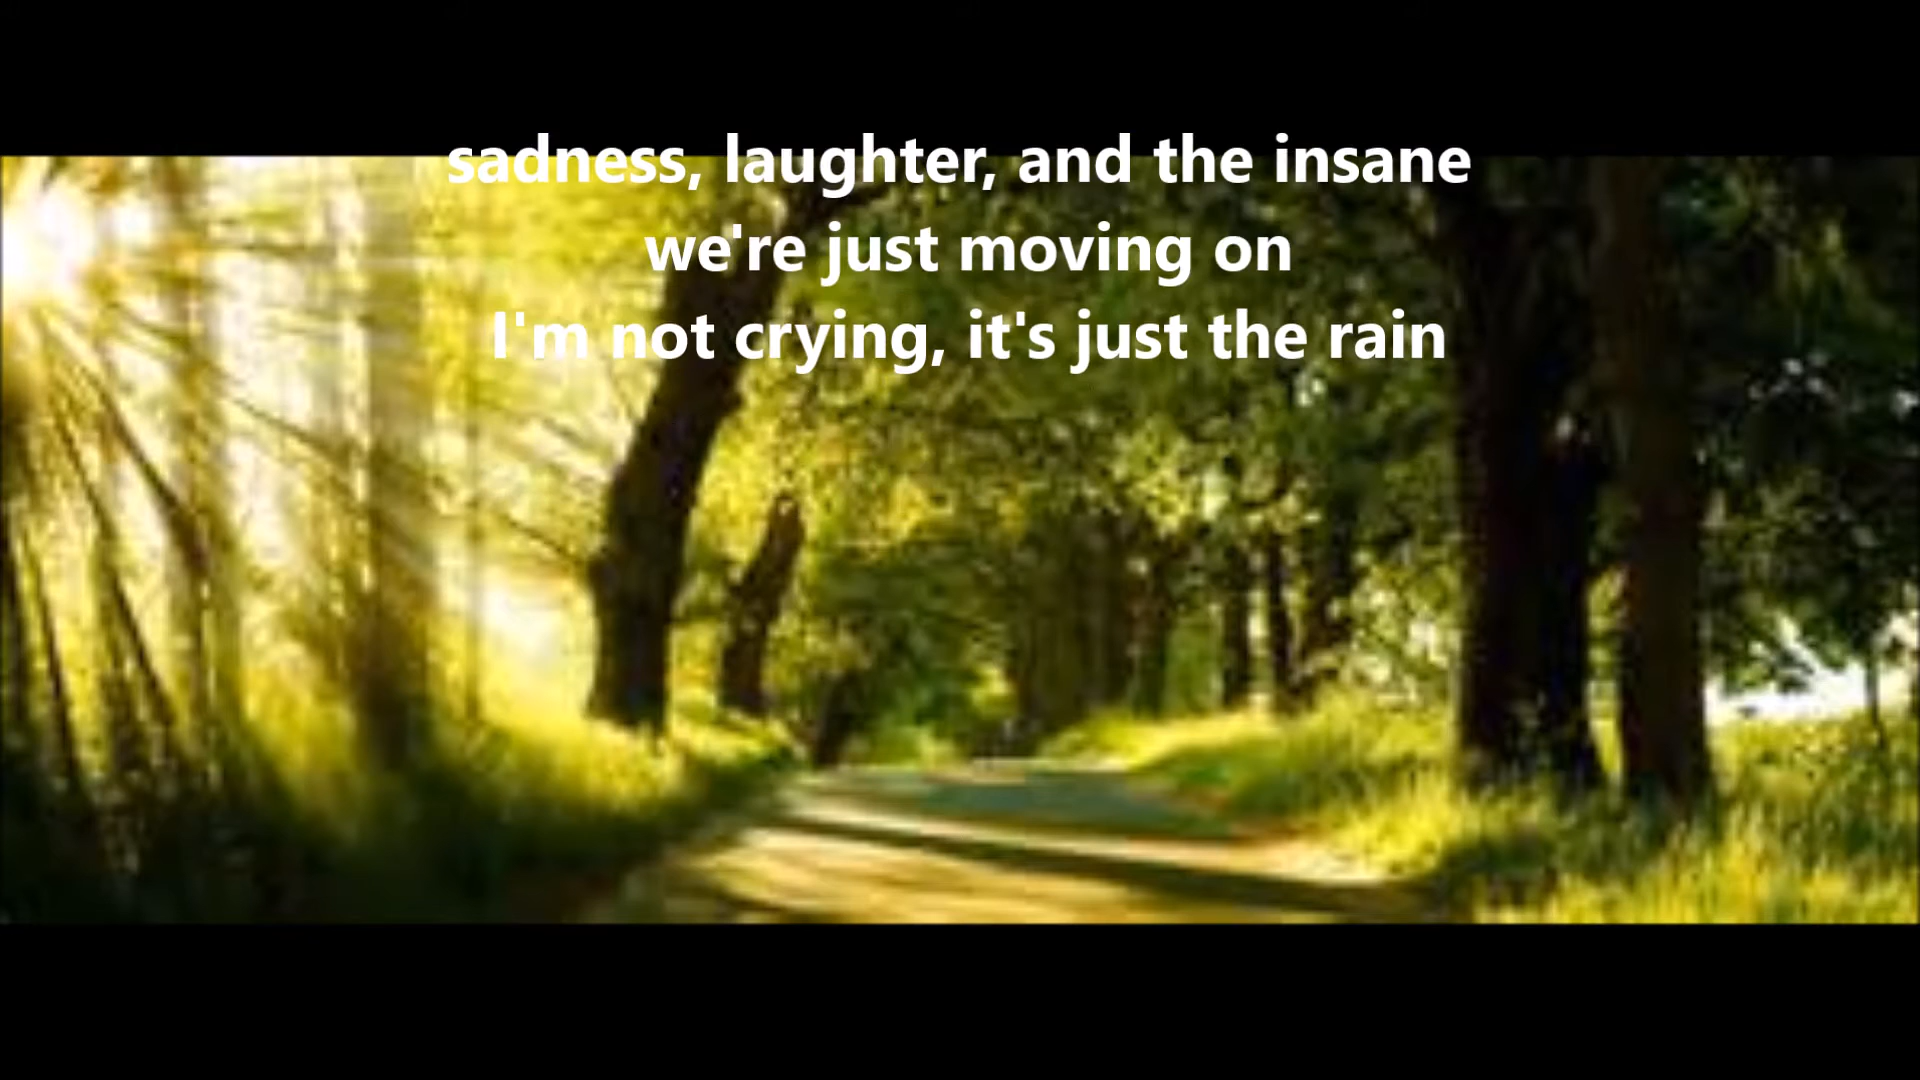 sadness, laughter, and the insane
we're just moving on
I'm not crying, it's just the rain